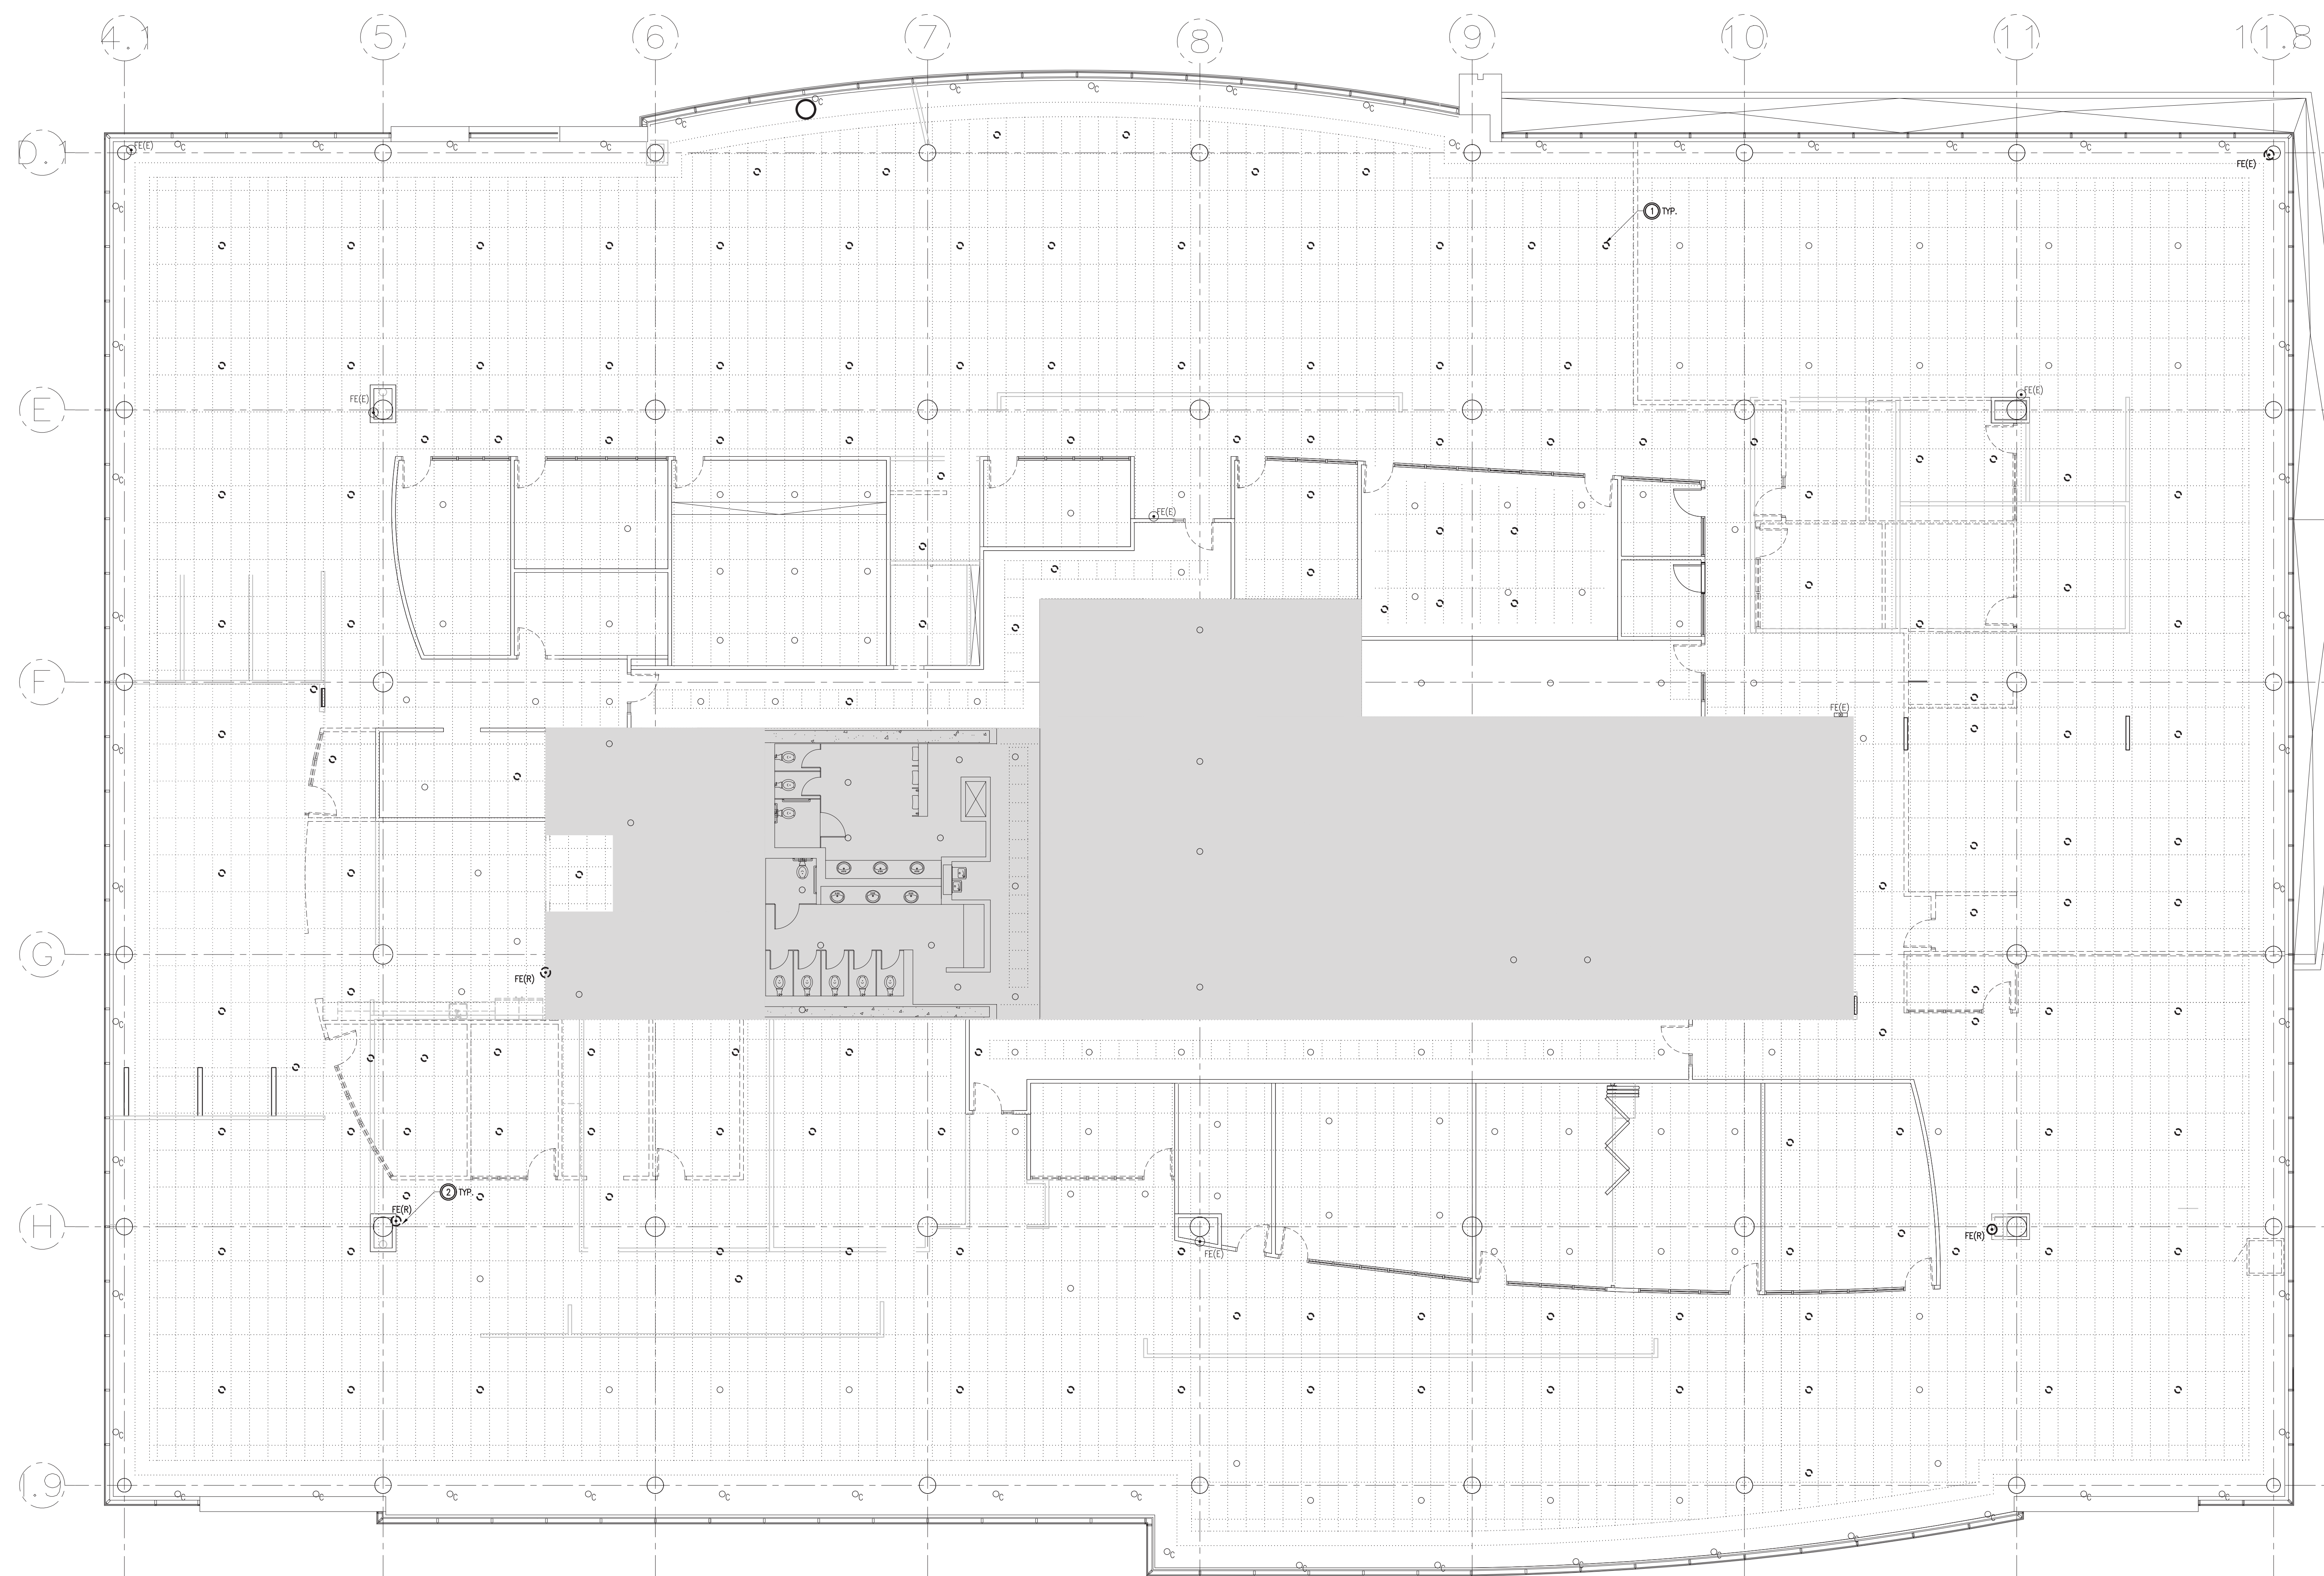 4.1 5 6 7 8 9 10 11 11.8
C C C C C
C
D.1 FE(E) C C C C C C C C C C C FE(E)
C C
1 TYP.
C C
FE(E) FE(E)
E
C C
FE(E)
C C
F
FE(E)
C C
C C
G
FE(R)
C C
C C
2 TYP.
FE(R)
H
FE(R)
FE(E)
C C
C C
I.9
C C C C C C C C C C
C
C
C C C C C